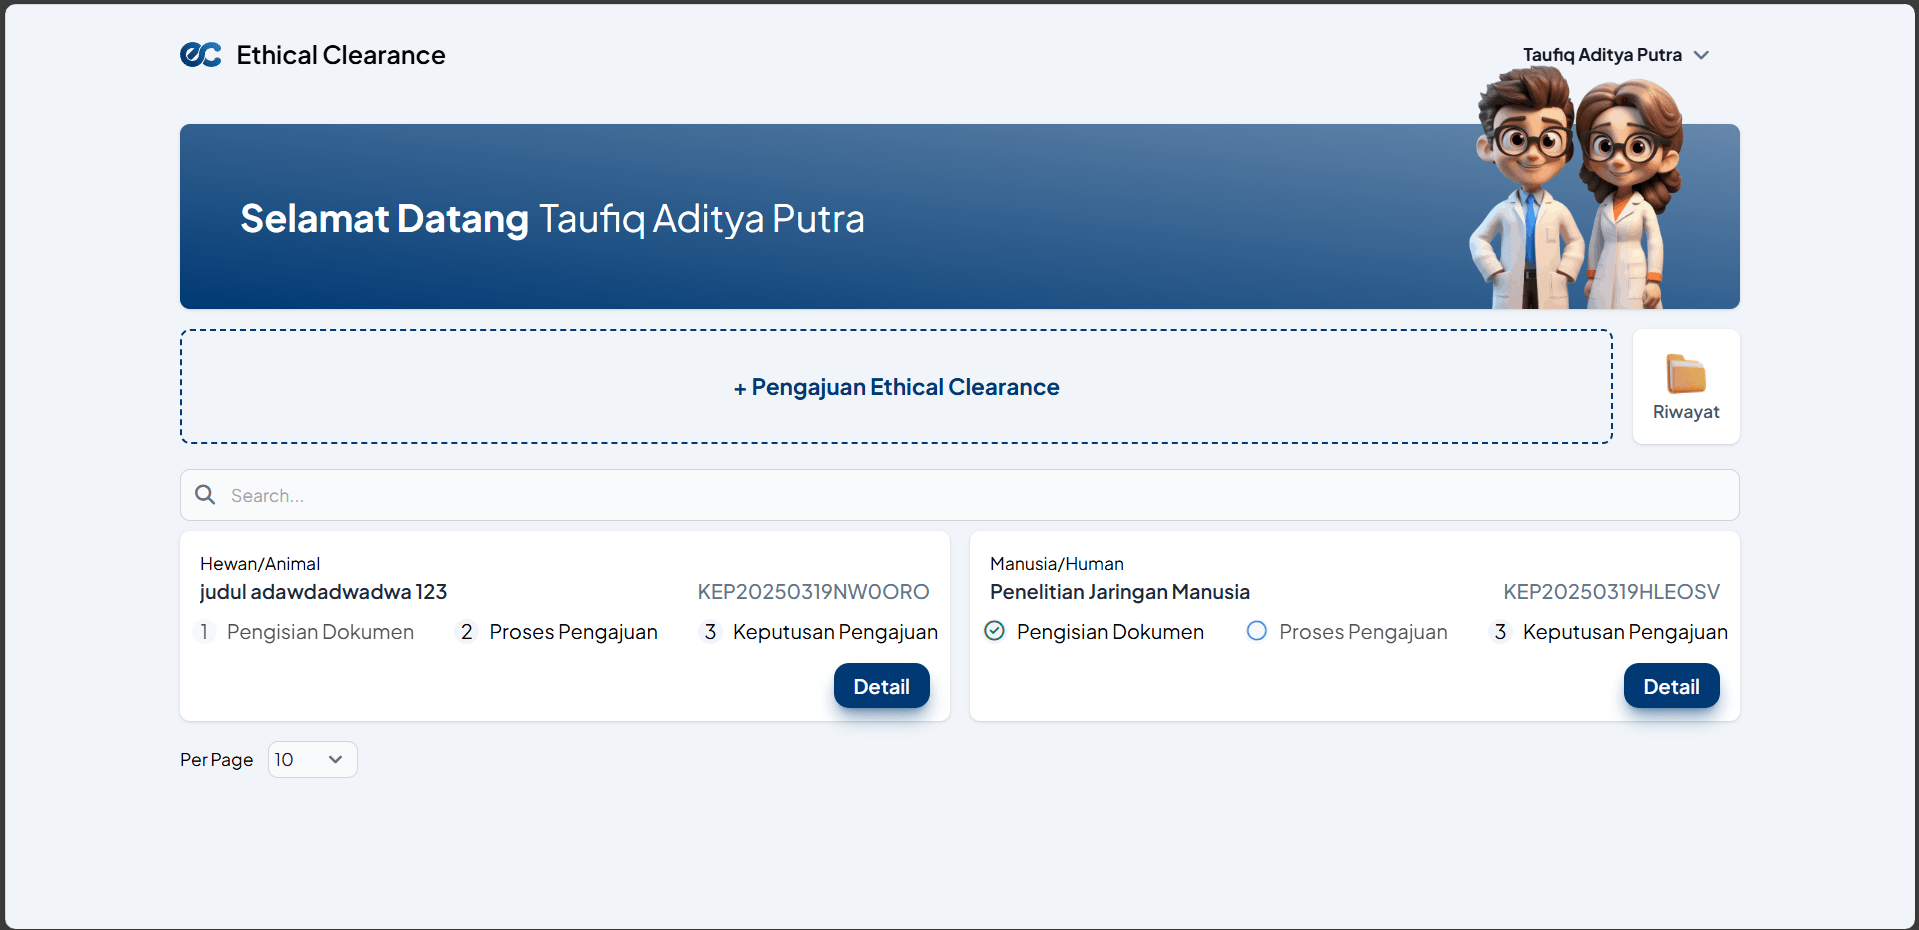 ec Ethical Clearance
Taufiq Aditya Putra
Selamat Datang Taufiq Aditya Putra
+ Pengajuan Ethical Clearance
Riwayat
Search...
Hewan/Animal
judul adawdadwadwa 123
KEP20250319NW0ORO
1 Pengisian Dokumen
2 Proses Pengajuan
3 Keputusan Pengajuan
Detail
Manusia/Human
Penelitian Jaringan Manusia
KEP20250319HLEOSV
Pengisian Dokumen
Proses Pengajuan
3 Keputusan Pengajuan
Detail
Per Page 10